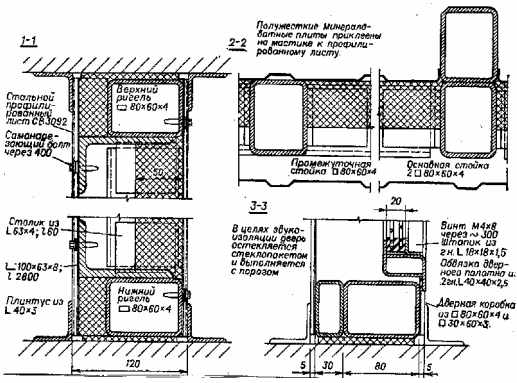 1-1
Верхний
ригель
□ 80×60×4
Стальной
профили-
рованный
лист СВ 3092
Самонаре-
зающий болт
через 400
50
Столик из
L 63×4; l 60
L 100×63×8;
l 2800
Плинтус из
L 40×3
Нижний
ригель
□ 80×60×4
120
2-2
Полужесткие минерало-
ватные плиты приклеены
на мастике к профили-
рованному листу.
Промежуточная
стойка □ 80×60×4
Основная
стойка
2 □ 80×60×4
3-3
20
В целях звуко-
изоляции дверь
остекляется
стеклопакетом
и выполняется
с порогом
Винт М4×8
через ~ 300
Штапик из
гн. L 18×18×1,5
Обвязка двер-
ного полотна из
гн. L 40×40×2,5
Дверная коробка
из □ 80×60×4 и
□ 30×60×3.
5 30 80 5